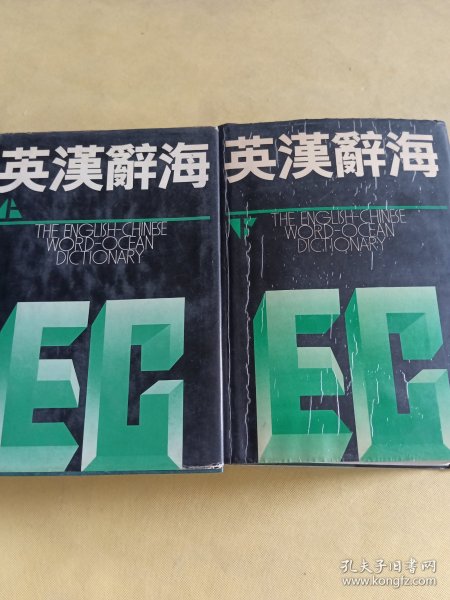 英漢辭海
上
THE ENGLISH-CHINESE
WORD-OCEAN
DICTIONARY
EC
英漢辭海
下
THE ENGLISH-CHINESE
WORD-OCEAN
DICTIONARY
EC
孔夫子旧书网
www.kongfz.com